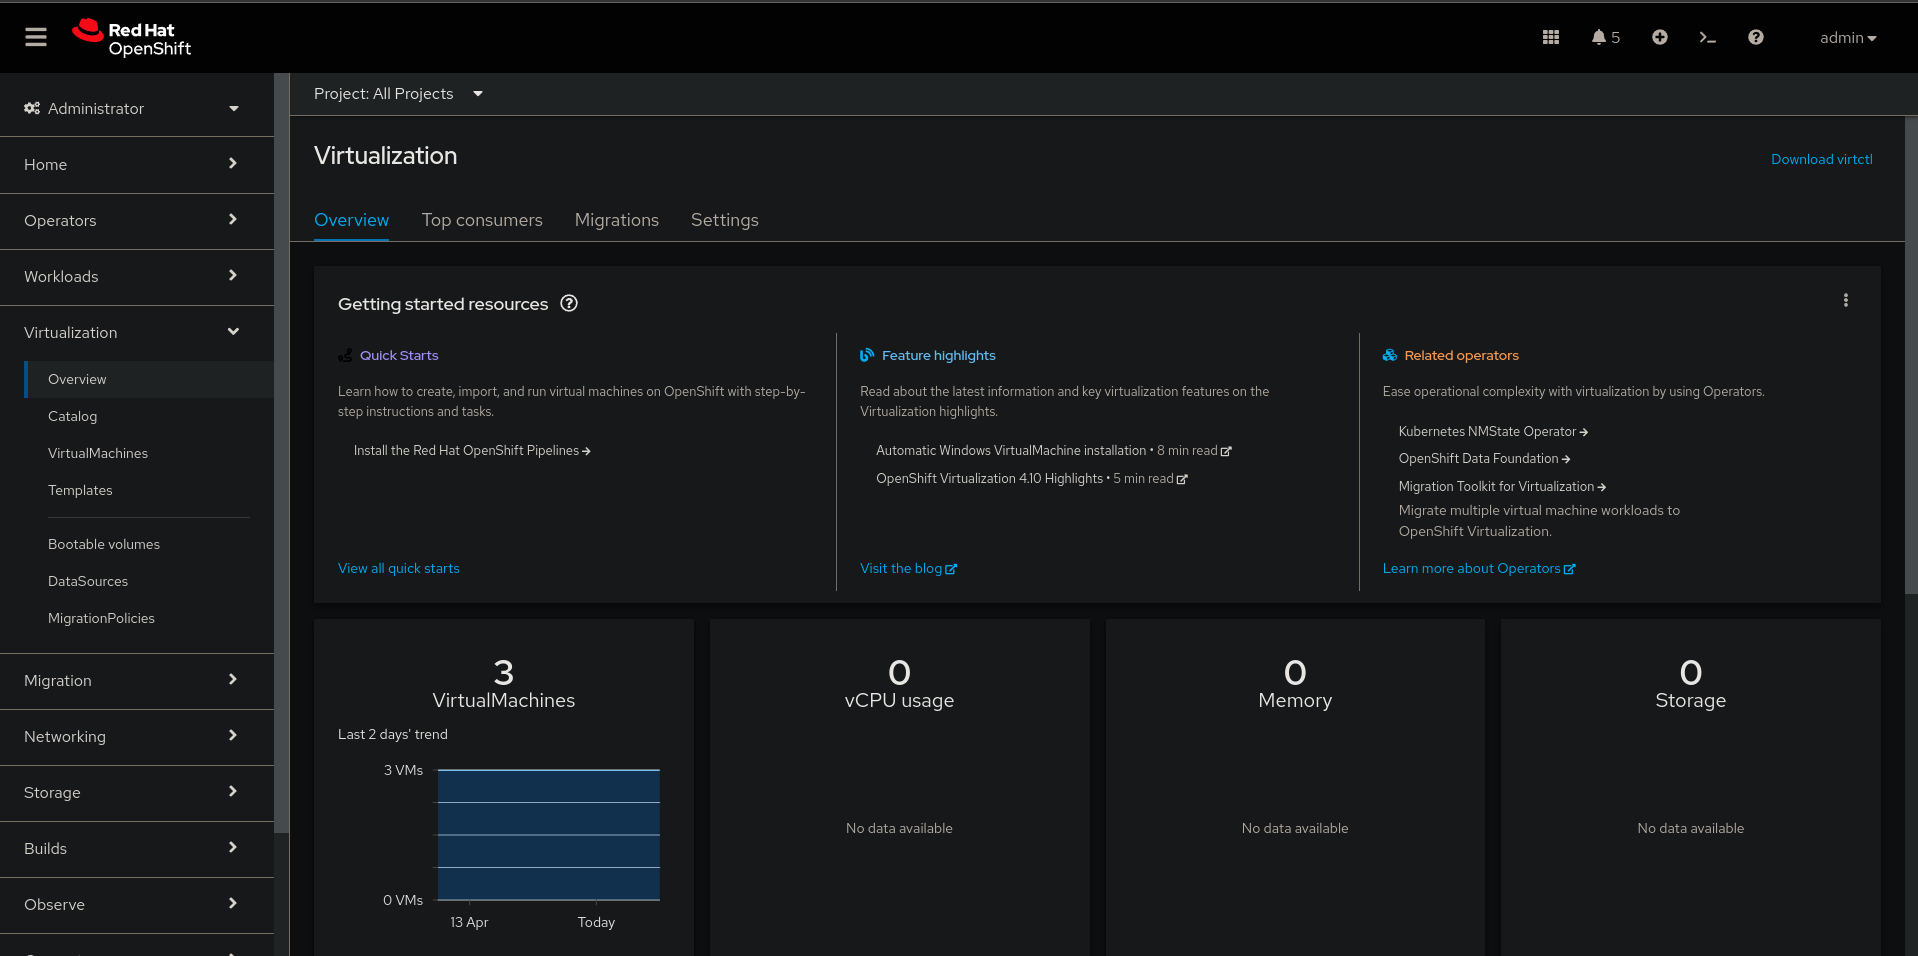 Red Hat
OpenShift
5
admin
Administrator
Home
Operators
Workloads
Virtualization
Overview
Catalog
VirtualMachines
Templates
Bootable volumes
DataSources
MigrationPolicies
Migration
Networking
Storage
Builds
Observe
Project: All Projects
Virtualization
Download virtctl
Overview
Top consumers
Migrations
Settings
Getting started resources
Quick Starts
Learn how to create, import, and run virtual machines on OpenShift with step-by-
step instructions and tasks.
Install the Red Hat OpenShift Pipelines
View all quick starts
Feature highlights
Read about the latest information and key virtualization features on the
Virtualization highlights.
Automatic Windows VirtualMachine installation • 8 min read
OpenShift Virtualization 4.10 Highlights • 5 min read
Visit the blog
Related operators
Ease operational complexity with virtualization by using Operators.
Kubernetes NMState Operator
OpenShift Data Foundation
Migration Toolkit for Virtualization
Migrate multiple virtual machine workloads to
OpenShift Virtualization.
Learn more about Operators
3
VirtualMachines
Last 2 days' trend
3 VMs
0 VMs
13 Apr
Today
0
vCPU usage
No data available
0
Memory
No data available
0
Storage
No data available